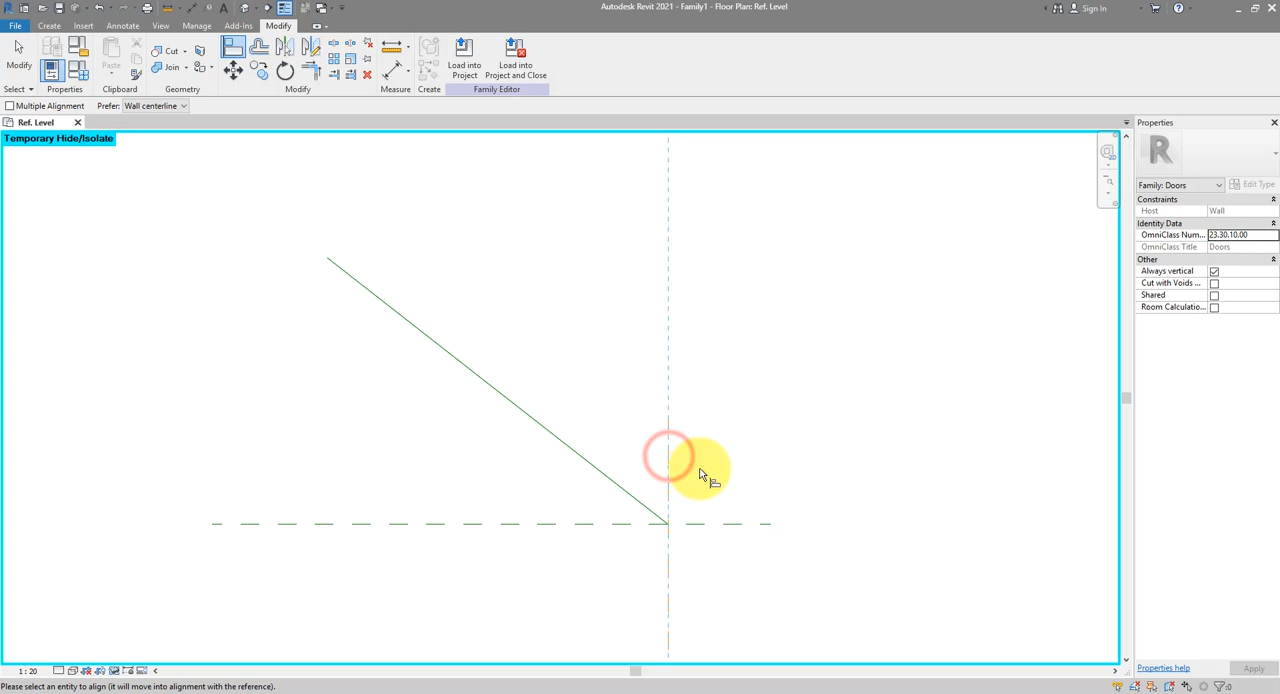 Autodesk Revit 2021 - Family1 - Floor Plan: Ref. Level
Sign In
File Create Insert Annotate View Manage Add-Ins Modify
Modify
Paste
Cut
Join
Load into Project
Load into Project and Close
Select Properties Clipboard Geometry Modify Measure Create Family Editor
Multiple Alignment Prefer: Wall centerline
Ref. Level
Temporary Hide/Isolate
Properties
R
Family: Doors Edit Type
Constraints
Host Wall
Identity Data
OmniClass Num... 23.30.10.00
OmniClass Title Doors
Other
Always vertical
Cut with Voids ...
Shared
Room Calculatio...
Properties help Apply
1 : 20
Please select an entity to align (it will move into alignment with the reference).
:0